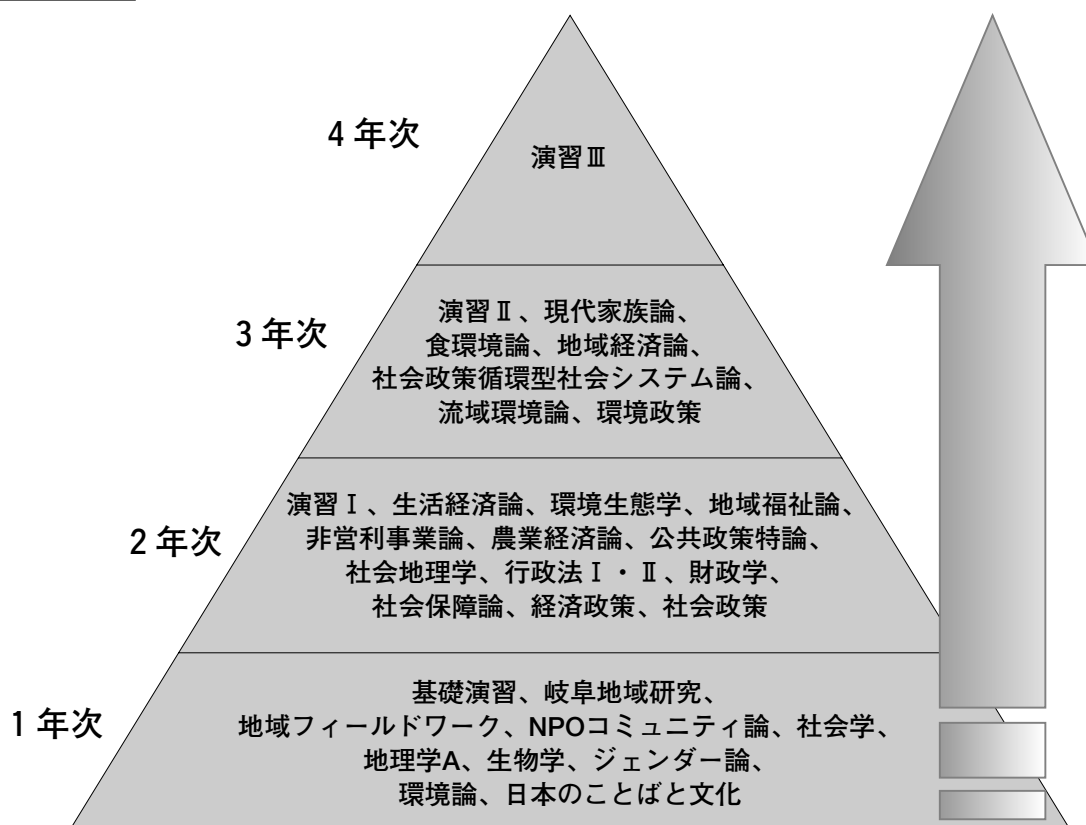 4年次
演習Ⅲ
3年次
演習Ⅱ、現代家族論、
食環境論、地域経済論、
社会政策循環型社会システム論、
流域環境論、環境政策
2年次
演習Ⅰ、生活経済論、環境生態学、地域福祉論、
非営利事業論、農業経済論、公共政策特論、
社会地理学、行政法Ⅰ・Ⅱ、財政学、
社会保障論、経済政策、社会政策
1年次
基礎演習、岐阜地域研究、
地域フィールドワーク、NPOコミュニティ論、社会学、
地理学A、生物学、ジェンダー論、
環境論、日本のことばと文化